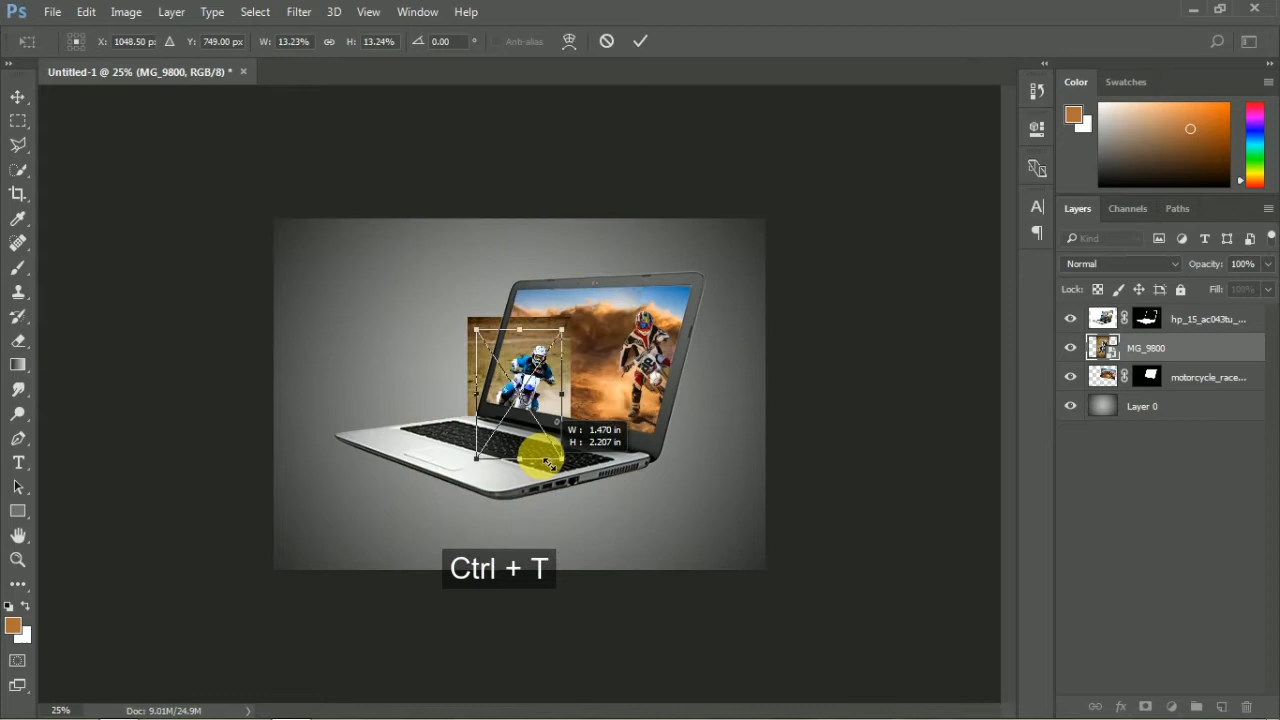 Ps File Edit Image Layer Type Select Filter 3D View Window Help
X: 1048.50 px Y: 749.00 px W: 13.23% H: 13.24% 0.00 ° Anti-alias
Untitled-1 @ 25% (MG_9800, RGB/8) * ×
Color Swatches
Layers Channels Paths
Kind
Normal Opacity: 100%
Lock: Fill: 100%
hp_15_ac043tu_...
MG_9800
motorcycle_race...
Layer 0
W : 1.470 in
H : 2.207 in
Ctrl + T
25% Doc: 9.01M/24.9M